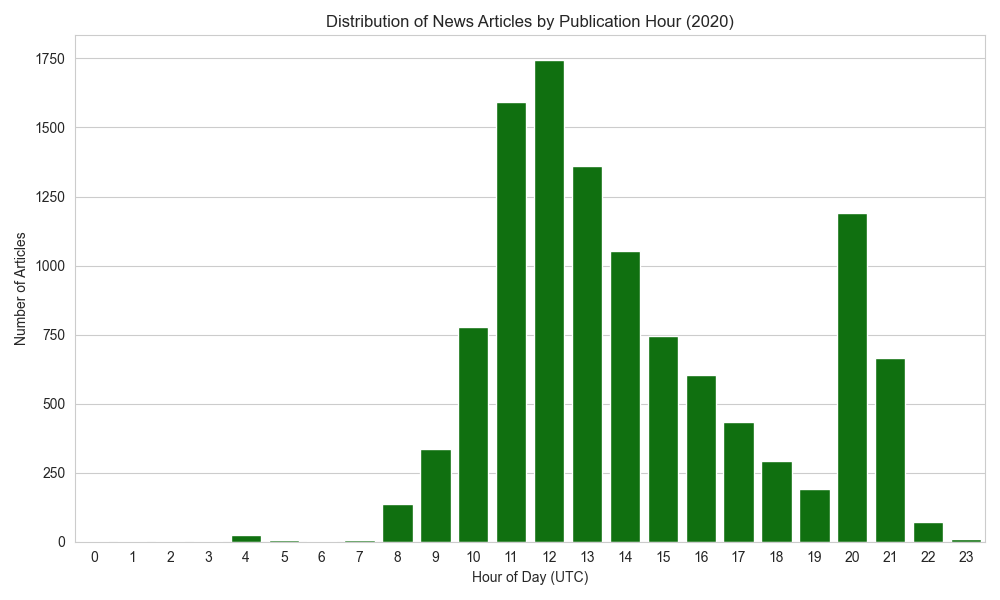 Distribution of News Articles by Publication Hour (2020)
Number of Articles
1750
1500
1250
1000
750
500
250
0
0 1 2 3 4 5 6 7 8 9 10 11 12 13 14 15 16 17 18 19 20 21 22 23
Hour of Day (UTC)